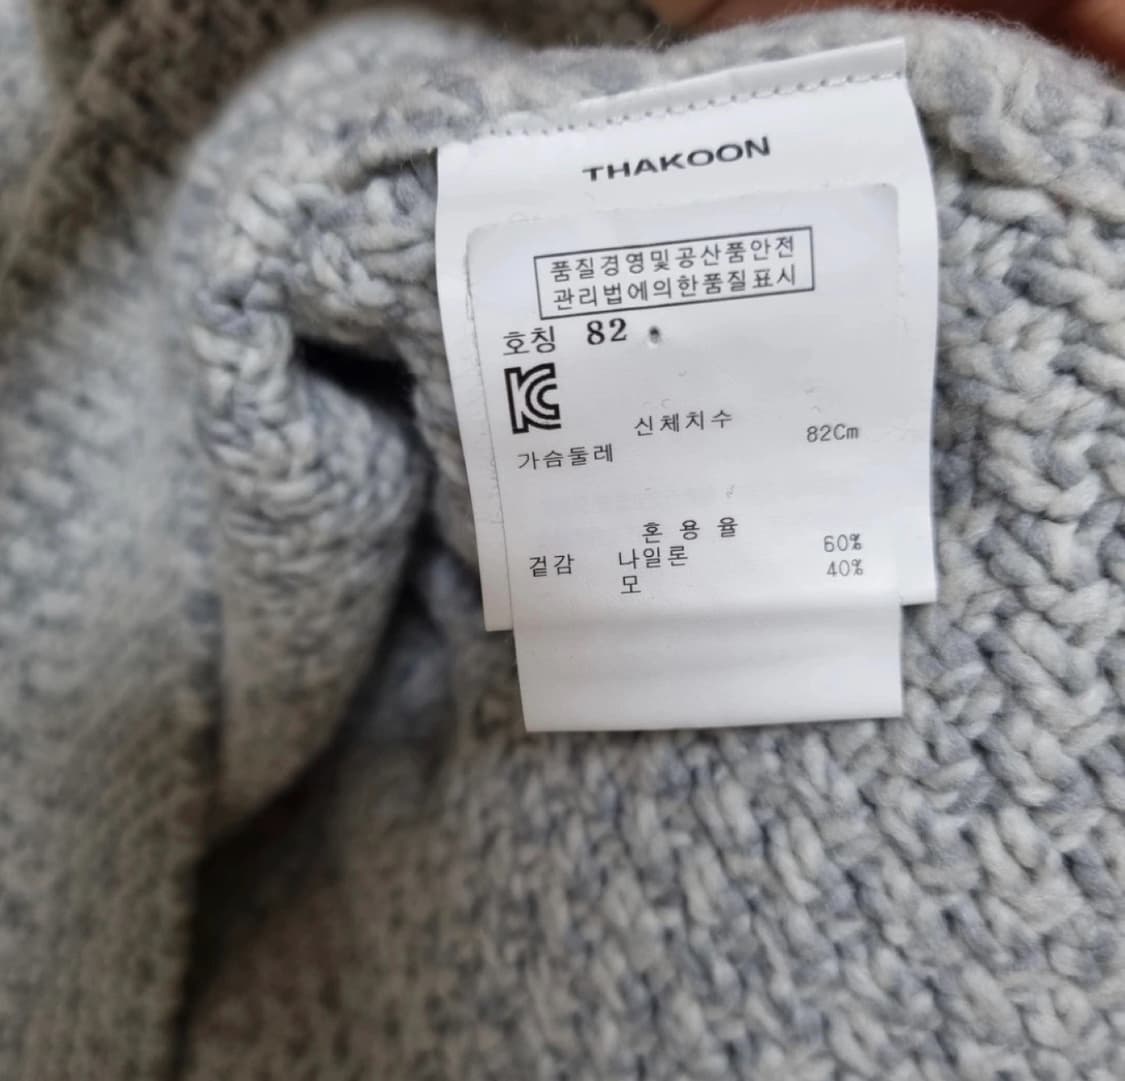 THAKOON
품질경영및공산품안전
관리법에의한품질표시
호칭 82
신체치수
가슴둘레 82Cm
혼 용 율
겉감 나일론 60%
모 40%